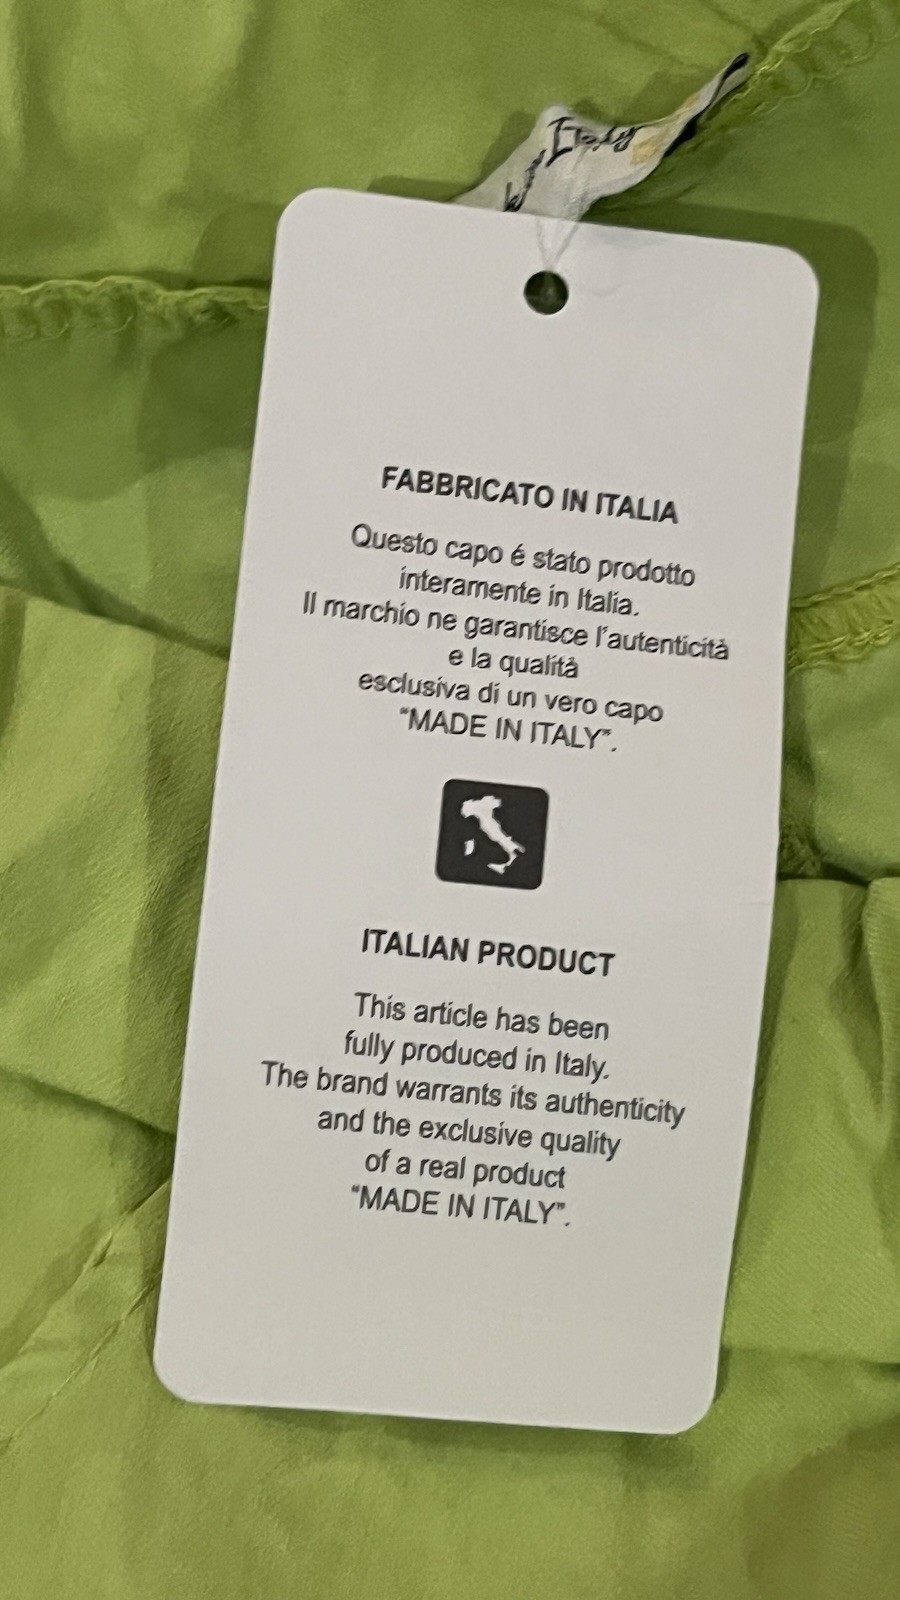 Italy
FABBRICATO IN ITALIA
Questo capo é stato prodotto
interamente in Italia.
Il marchio ne garantisce l'autenticità
e la qualità
esclusiva di un vero capo
“MADE IN ITALY”.
ITALIAN PRODUCT
This article has been
fully produced in Italy.
The brand warrants its authenticity
and the exclusive quality
of a real product
“MADE IN ITALY”.